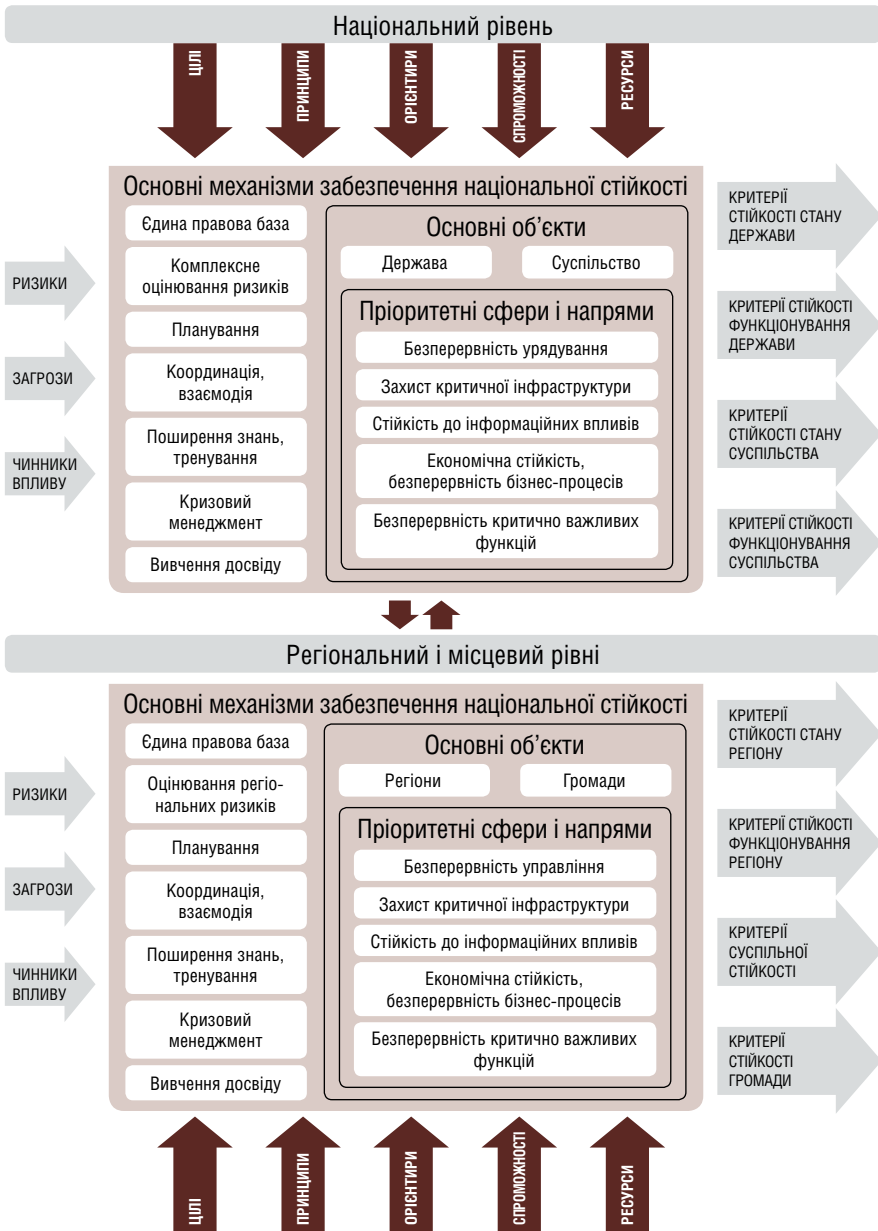 Національний рівень
ЦІЛІ
ПРИНЦИПИ
ОРІЄНТИРИ
СПРОМОЖНОСТІ
РЕСУРСИ
РИЗИКИ
ЗАГРОЗИ
ЧИННИКИ
ВПЛИВУ
Основні механізми забезпечення національної стійкості
Єдина правова база
Комплексне
оцінювання ризиків
Планування
Координація,
взаємодія
Поширення знань,
тренування
Кризовий
менеджмент
Вивчення досвіду
Основні об’єкти
Держава
Суспільство
Пріоритетні сфери і напрями
Безперервність урядування
Захист критичної інфраструктури
Стійкість до інформаційних впливів
Економічна стійкість,
безперервність бізнес-процесів
Безперервність критично важливих
функцій
КРИТЕРІЇ
СТІЙКОСТІ СТАНУ
ДЕРЖАВИ
КРИТЕРІЇ СТІЙКОСТІ
ФУНКЦІОНУВАННЯ
ДЕРЖАВИ
КРИТЕРІЇ
СТІЙКОСТІ СТАНУ
СУСПІЛЬСТВА
КРИТЕРІЇ СТІЙКОСТІ
ФУНКЦІОНУВАННЯ
СУСПІЛЬСТВА
Регіональний і місцевий рівні
РИЗИКИ
ЗАГРОЗИ
ЧИННИКИ
ВПЛИВУ
Основні механізми забезпечення національної стійкості
Єдина правова база
Оцінювання регіо-
нальних ризиків
Планування
Координація,
взаємодія
Поширення знань,
тренування
Кризовий
менеджмент
Вивчення досвіду
Основні об’єкти
Регіони
Громади
Пріоритетні сфери і напрями
Безперервність управління
Захист критичної інфраструктури
Стійкість до інформаційних впливів
Економічна стійкість,
безперервність бізнес-процесів
Безперервність критично важливих
функцій
КРИТЕРІЇ
СТІЙКОСТІ СТАНУ
РЕГІОНУ
КРИТЕРІЇ СТІЙКОСТІ
ФУНКЦІОНУВАННЯ
РЕГІОНУ
КРИТЕРІЇ
СУСПІЛЬНОЇ
СТІЙКОСТІ
КРИТЕРІЇ
СТІЙКОСТІ
ГРОМАДИ
ЦІЛІ
ПРИНЦИПИ
ОРІЄНТИРИ
СПРОМОЖНОСТІ
РЕСУРСИ